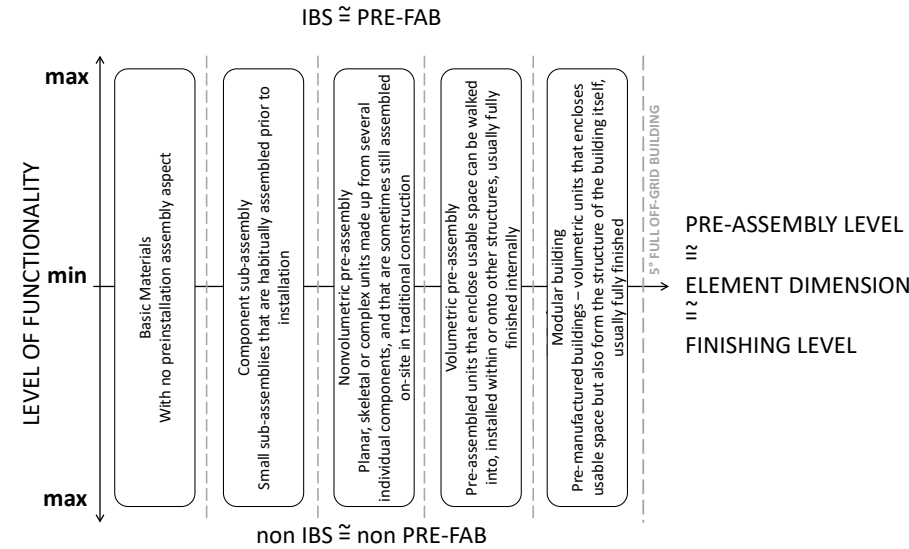 IBS ≅ PRE-FAB
max
LEVEL OF FUNCTIONALITY
min
max
Basic Materials
With no preinstallation assembly aspect
Component sub-assembly
Small sub-assemblies that are habitually assembled prior to
installation
Nonvolumetric pre-assembly
Planar, skeletal or complex units made up from several
individual components, and that are sometimes still assembled
on-site in traditional construction
Volumetric pre-assembly
Pre-assembled units that enclose usable space can be walked
into, installed within or onto other structures, usually fully
finished internally
Modular building
Pre-manufactured buildings – volumetric units that encloses
usable space but also form the structure of the building itself,
usually fully finished
5° FULL OFF-GRID BUILDING
PRE-ASSEMBLY LEVEL
≅
ELEMENT DIMENSION
≅
FINISHING LEVEL
non IBS ≅ non PRE-FAB